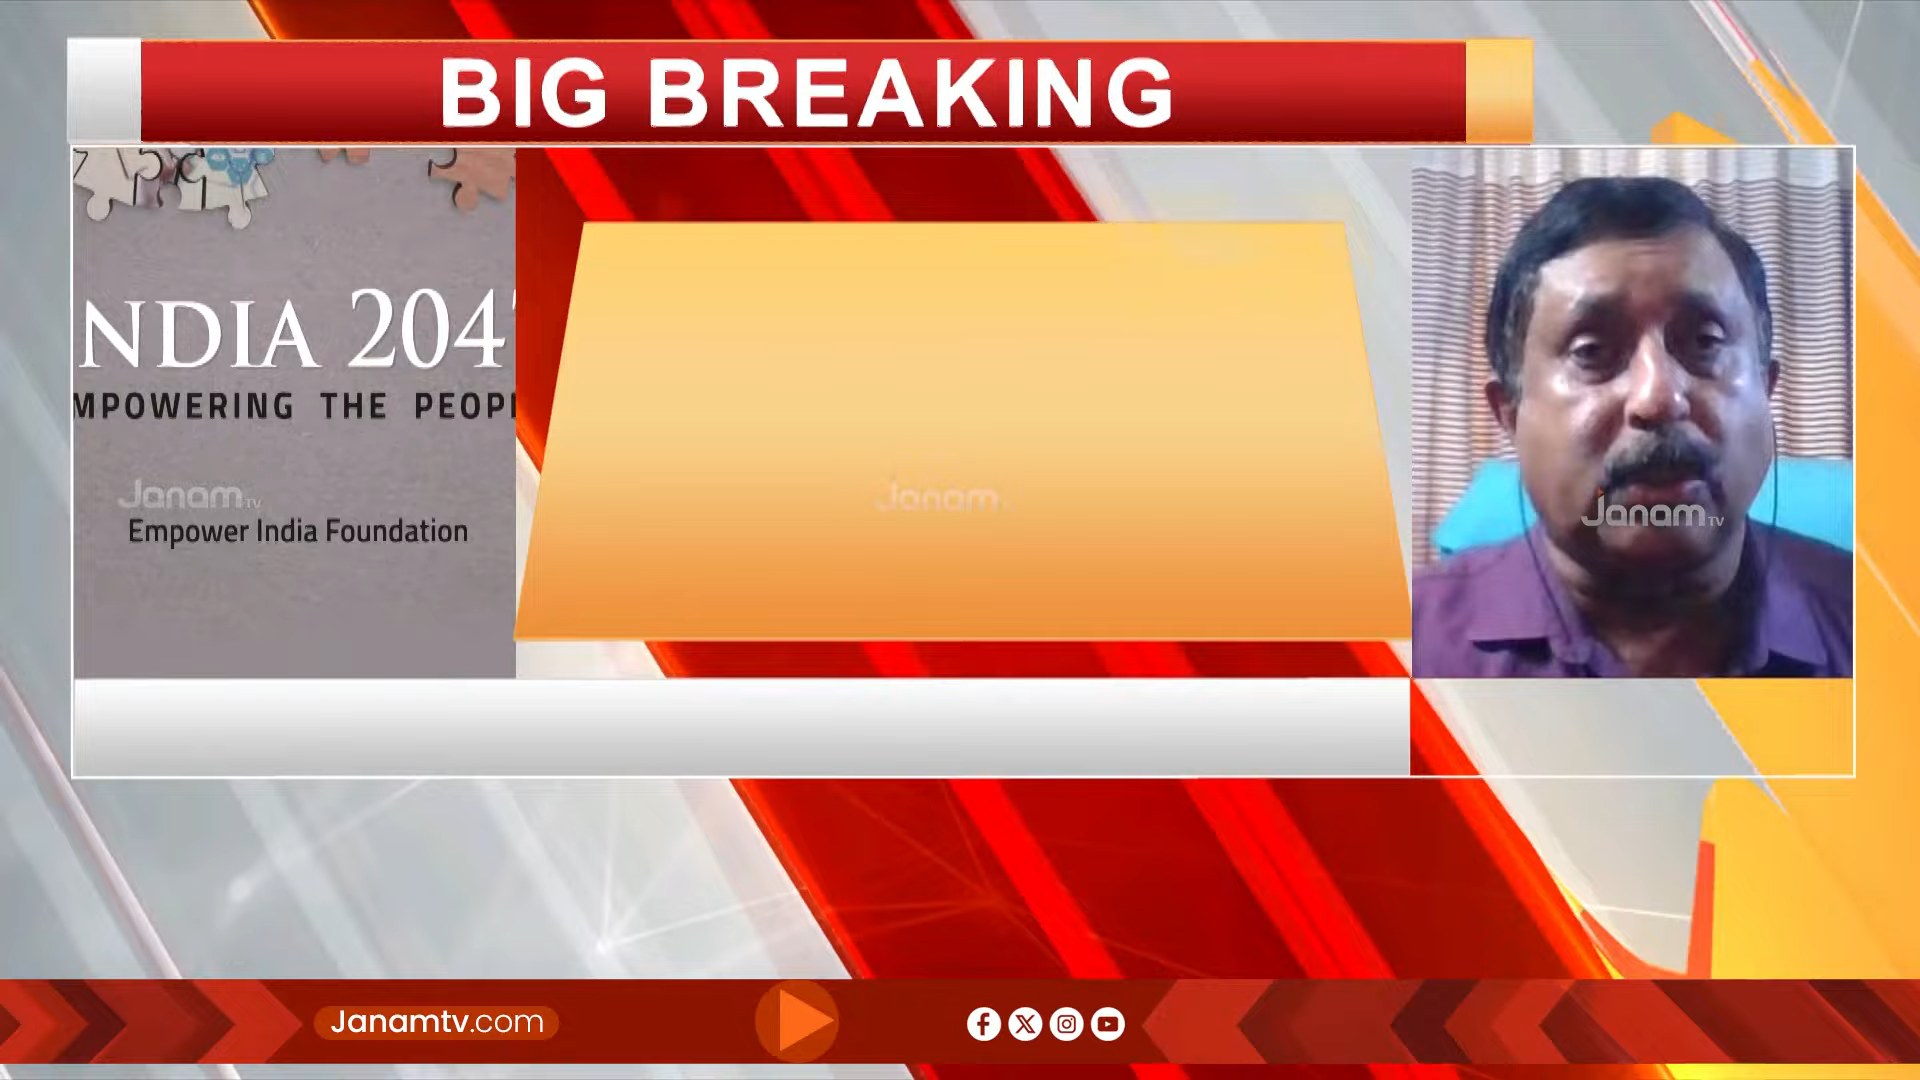 BIG BREAKING
NDIA 204
MPOWERING THE PEOP
Janam TV
Empower India Foundation
Janam
Janam TV
Janamtv.com